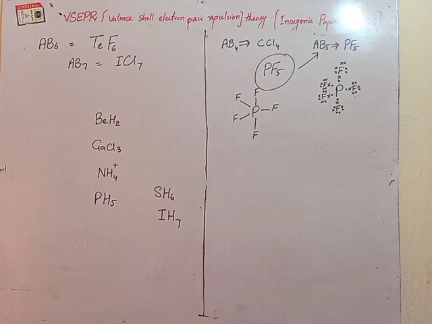 VSEPR {Valence shell electron pair repulsion} theory [Inorganic
AB6 = TeF6
AB7 = ICl7
BeH2
GaCl3
NH4+
PH5
SH6
IH7
AB4 ⇒ CCl4
AB5 ⇒ PF5
PF5
F
F P F
F
F
F
F P F
F